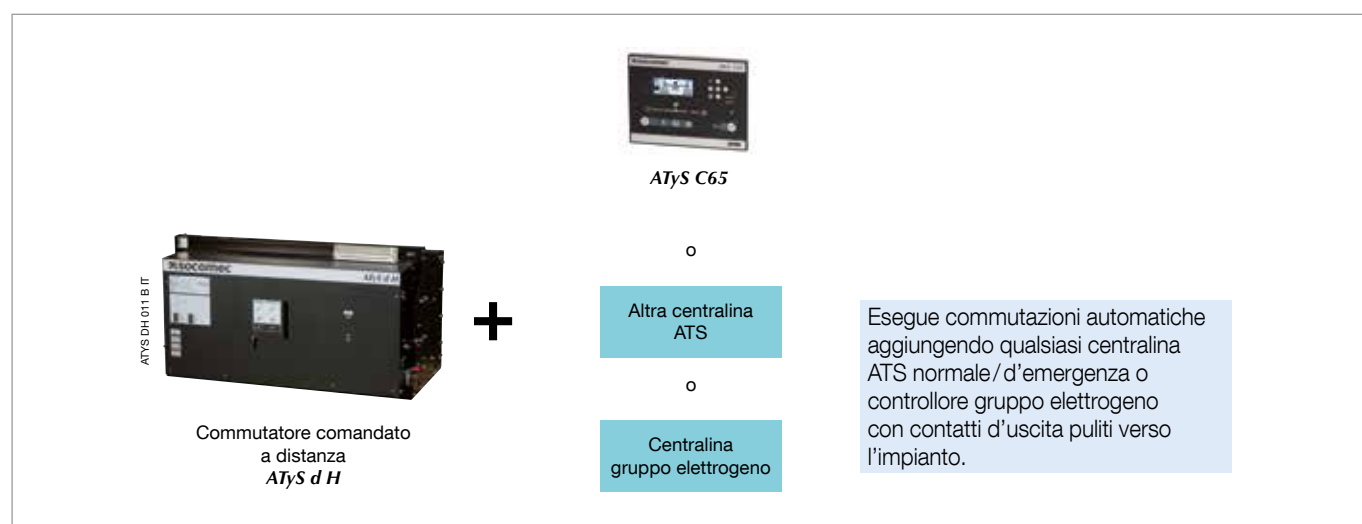 ATyS C65
o
socomec
ATyS d H
ATYS DH 011 B IT
+
Altra centralina
ATS
o
Centralina
gruppo elettrogeno
Commutatore comandato
a distanza
ATyS d H
Esegue commutazioni automatiche
aggiungendo qualsiasi centralina
ATS normale/d’emergenza o
controllore gruppo elettrogeno
con contatti d’uscita puliti verso
l’impianto.